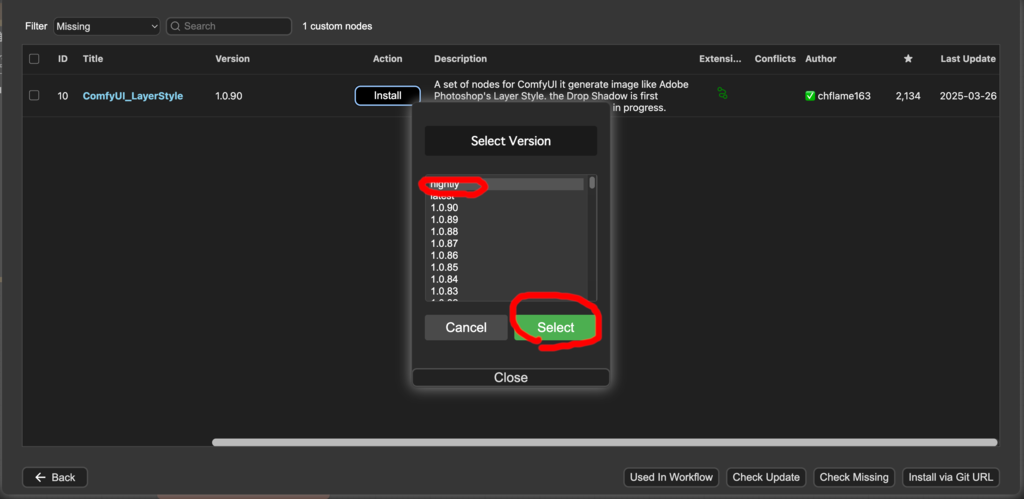 Filter Missing Search 1 custom nodes
ID Title Version Action Description Extensi... Conflicts Author ★ Last Update
10 ComfyUI_LayerStyle 1.0.90 Install A set of nodes for ComfyUI it generate image like Adobe
Photoshop's Layer Style. the Drop Shadow is first
in progress.
✅ chflame163 2,134 2025-03-26
Select Version
nightly
latest
1.0.90
1.0.89
1.0.88
1.0.87
1.0.86
1.0.85
1.0.84
1.0.83
Cancel Select
Close
← Back Used In Workflow Check Update Check Missing Install via Git URL